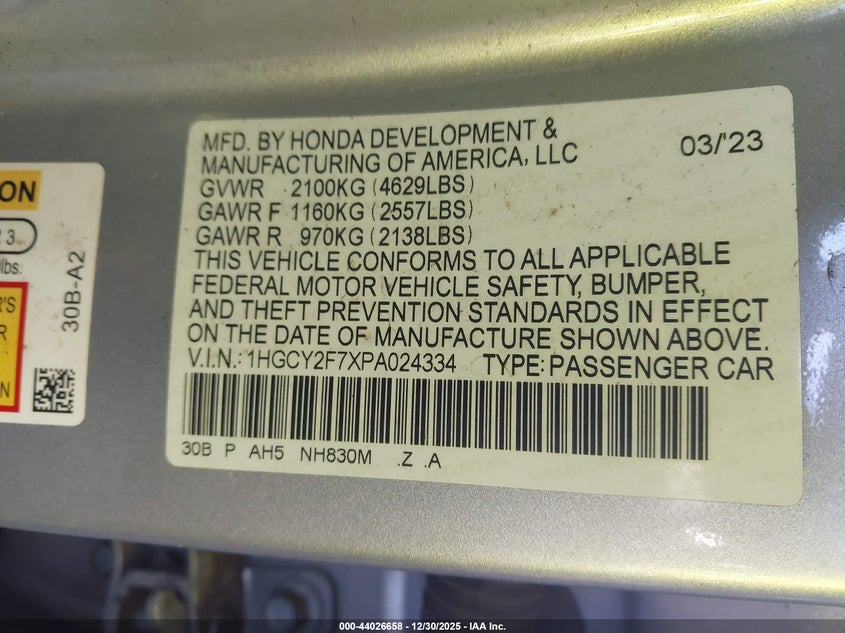 MFD. BY HONDA DEVELOPMENT &
MANUFACTURING OF AMERICA, LLC 03/'23
GVWR 2100KG (4629LBS)
GAWR F 1160KG (2557LBS)
GAWR R 970KG (2138LBS)
THIS VEHICLE CONFORMS TO ALL APPLICABLE
FEDERAL MOTOR VEHICLE SAFETY, BUMPER,
AND THEFT PREVENTION STANDARDS IN EFFECT
ON THE DATE OF MANUFACTURE SHOWN ABOVE.
V.I.N.: 1HGCY2F7XPA024334 TYPE: PASSENGER CAR
30B P AH5 NH830M .Z .A
ON
3
lbs.
'S
R
N
30B-A2
000-44026658 - 12/30/2025 - IAA Inc.